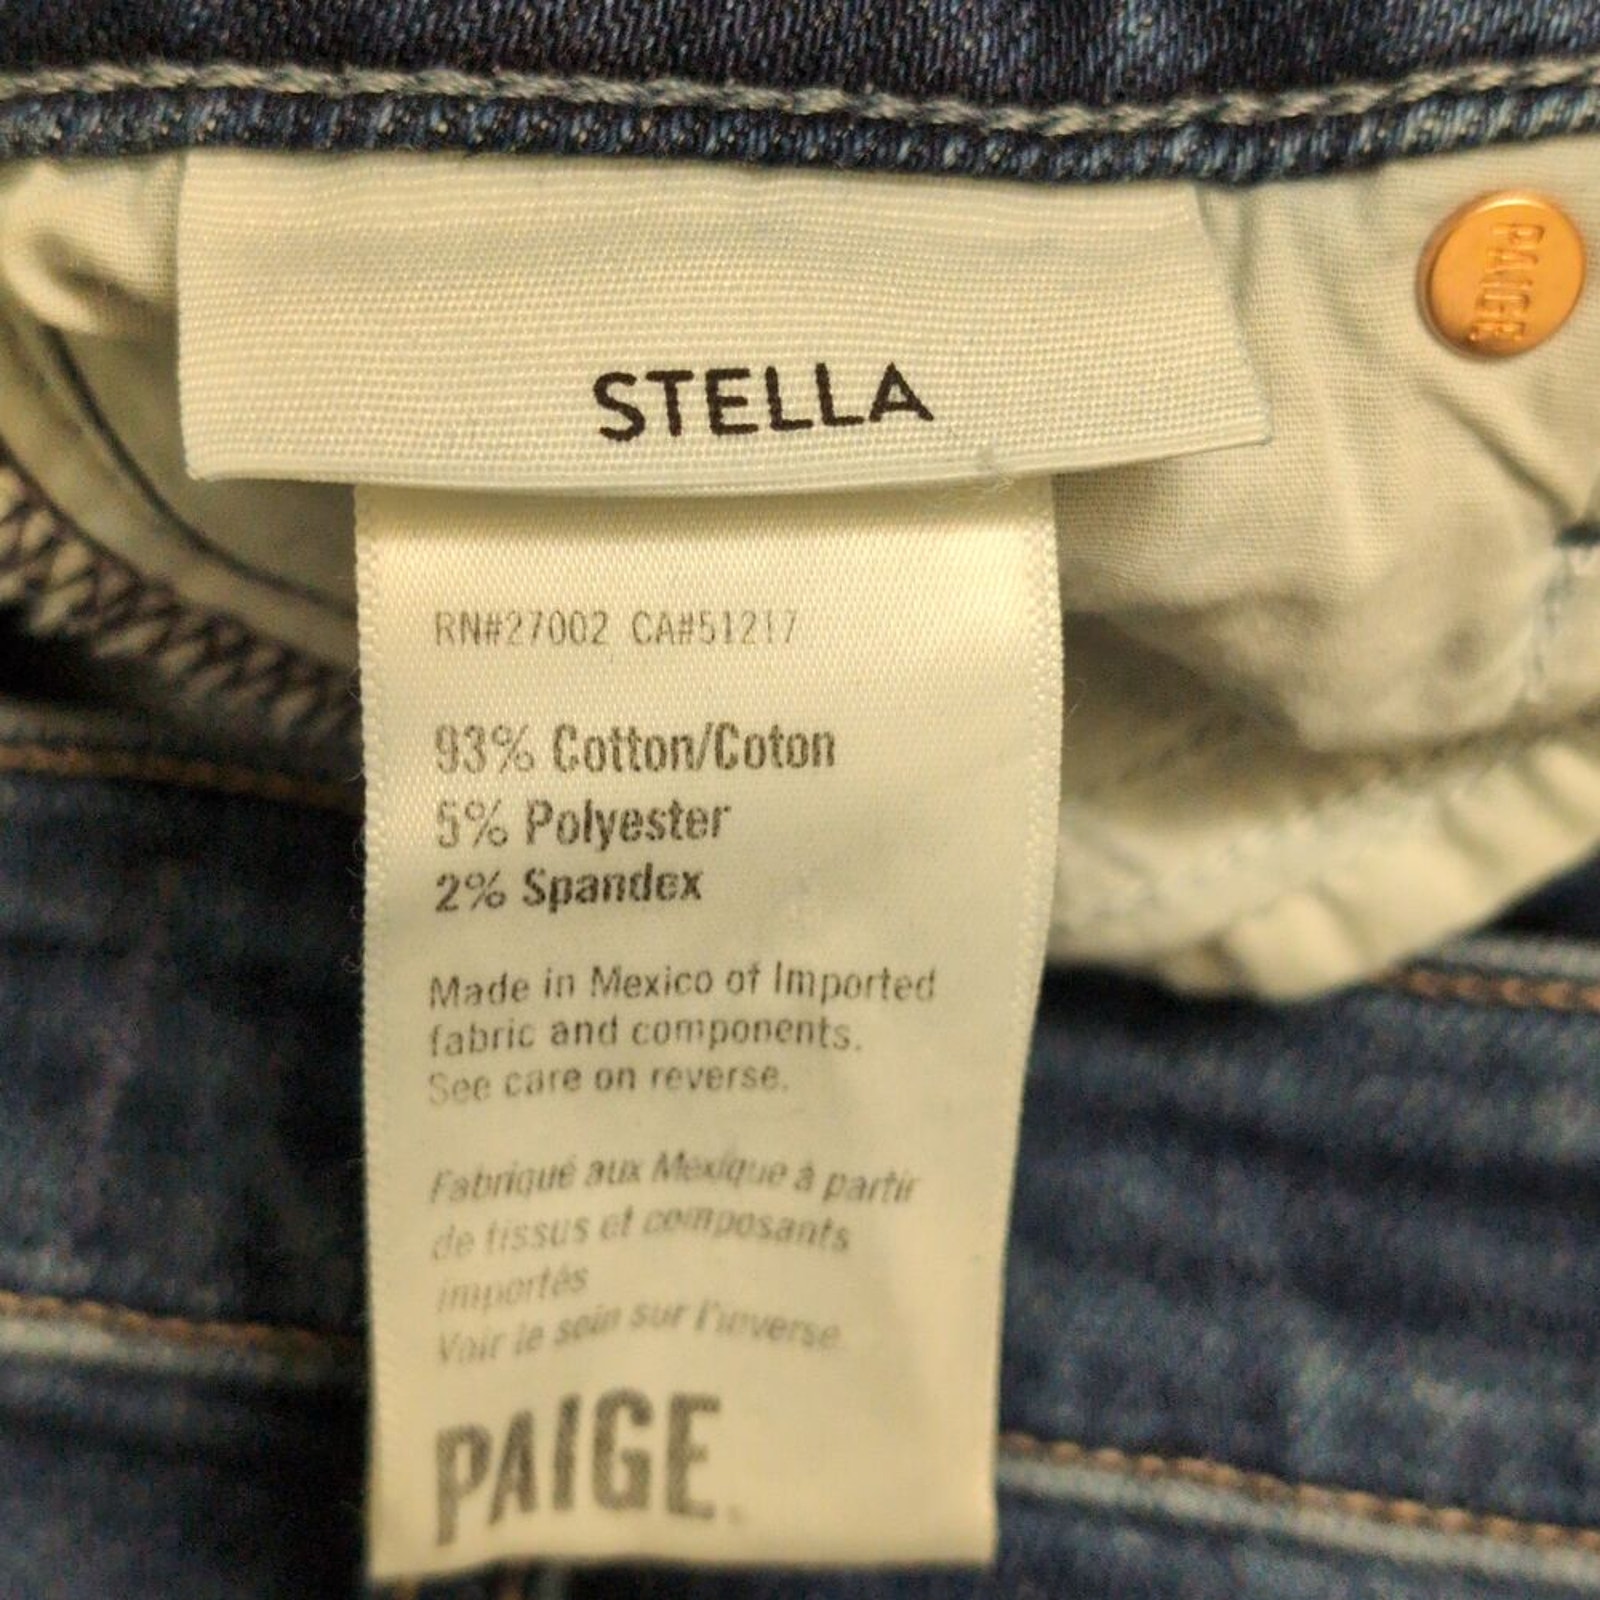 STELLA
PAIGE
RN#27002 CA#51217
93% Cotton/Coton
5% Polyester
2% Spandex
Made in Mexico of Imported
fabric and components.
See care on reverse.
Fabriqué aux Mexique à partir
de tissus et composants
importés
Voir le soin sur l'inverse.
PAIGE